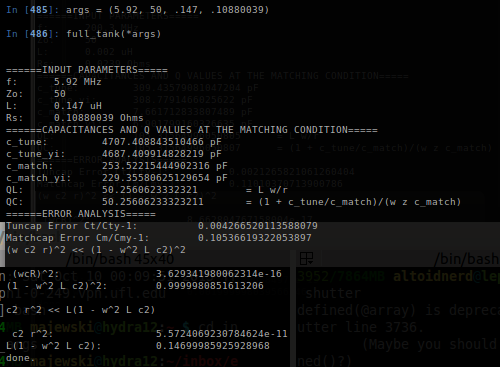 In [485]: args = (5.92, 50, .147, .10880039)
In [486]: full_tank(*args)
======INPUT PARAMETERS=====
f: 5.92 MHz
Zo: 50
L: 0.147 uH
Rs: 0.10880039 Ohms
======CAPACITANCES AND Q VALUES AT THE MATCHING CONDITION=====
c_tune: 4707.408843510466 pF
c_tune_yi: 4687.409914828219 pF
c_match: 253.52215444902316 pF
c_match_yi: 229.3558062512​9654 pF
QL: 50.2560623332321 = L w/r
QC: 50.25606233323211 = (1 + c_tune/c_match)/(w z c_match)
======ERROR ANALYSIS=====
Tuncap Error Ct/Cty-1: 0.004266520113588079
Matchcap Error Cm/Cmy-1: 0.10536619322053897
(w c2 r)^2 << (1 - w^2 L c2)^2
/bin/bash 45x40
/bin/bash
(wcR)^2: 3.629341980062314e-16
(1 - w^2 L c2)^2: 0.9999980851613206
c2 r^2 << L(1 - w^2 L c2)
c2 r^2: 5.5724069230784624e-11
L(1 - w^2 L c2): 0.14699985925928968
done.
altoidnerd
shutter
defined(@array) is deprec
utter line 3736.
(Maybe you should
ned()?)